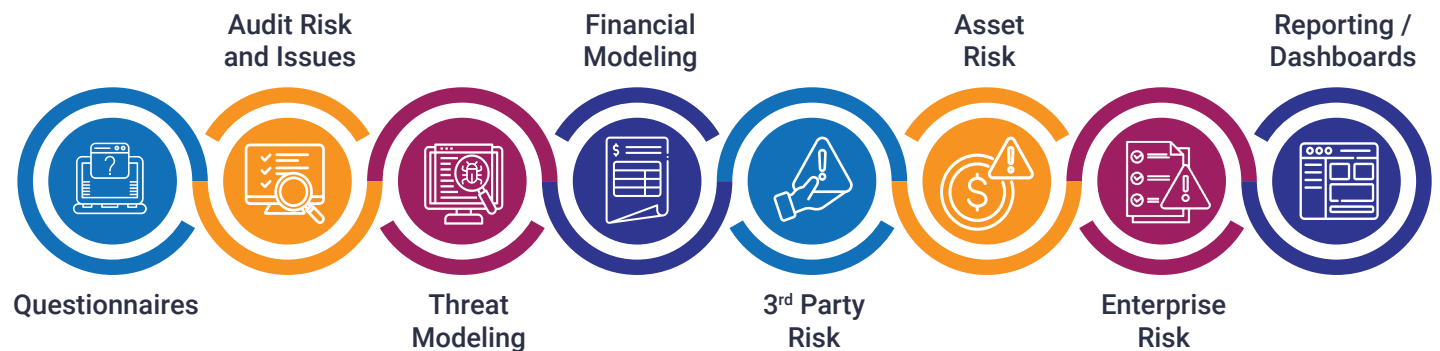 Questionnaires
Audit Risk
and Issues
?
Threat
Modeling
Financial
Modeling
$
3rd Party
Risk
!
Asset
Risk
$
!
Enterprise
Risk
!
Reporting /
Dashboards